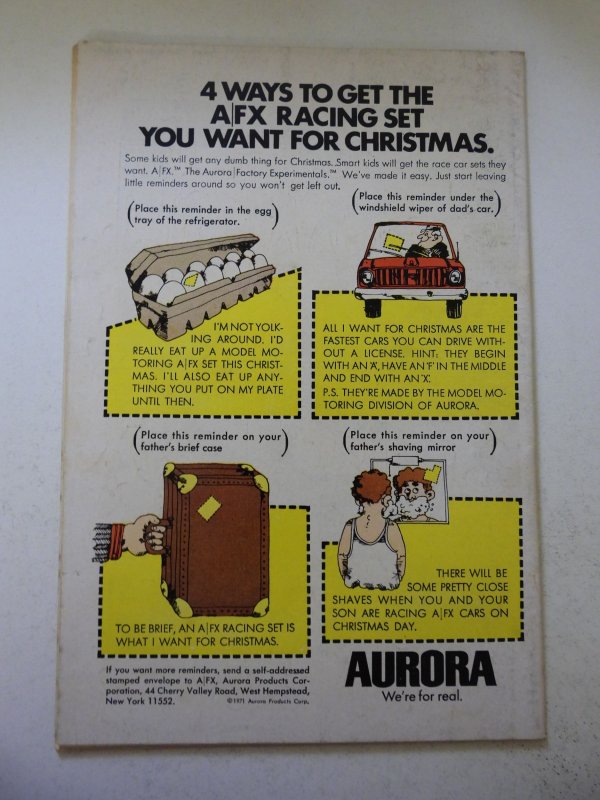 4 WAYS TO GET THE
A|FX RACING SET
YOU WANT FOR CHRISTMAS.
Some kids will get any dumb thing for Christmas. Smart kids will get the race car sets they
want. A|FX.™ The Aurora|Factory Experimentals.™ We've made it easy. Just start leaving
little reminders around so you won't get left out.
(Place this reminder in the egg
tray of the refrigerator.)
I'M NOT YOLK-
ING AROUND. I'D
REALLY EAT UP A MODEL MO-
TORING A|FX SET THIS CHRIST-
MAS. I'LL ALSO EAT UP ANY-
THING YOU PUT ON MY PLATE
UNTIL THEN.
(Place this reminder under the
windshield wiper of dad's car.)
ALL I WANT FOR CHRISTMAS ARE THE
FASTEST CARS YOU CAN DRIVE WITH-
OUT A LICENSE. HINT: THEY BEGIN
WITH AN 'A', HAVE AN 'F' IN THE MIDDLE
AND END WITH AN 'X'.
P.S. THEY'RE MADE BY THE MODEL MO-
TORING DIVISION OF AURORA.
(Place this reminder on your
father's brief case)
TO BE BRIEF, AN A|FX RACING SET IS
WHAT I WANT FOR CHRISTMAS.
(Place this reminder on your
father's shaving mirror)
THERE WILL BE
SOME PRETTY CLOSE
SHAVES WHEN YOU AND YOUR
SON ARE RACING A|FX CARS ON
CHRISTMAS DAY.
If you want more reminders, send a self-addressed
stamped envelope to A|FX, Aurora Products Cor-
poration, 44 Cherry Valley Road, West Hempstead,
New York 11552.
©1971 Aurora Products Corp.
AURORA
We're for real.